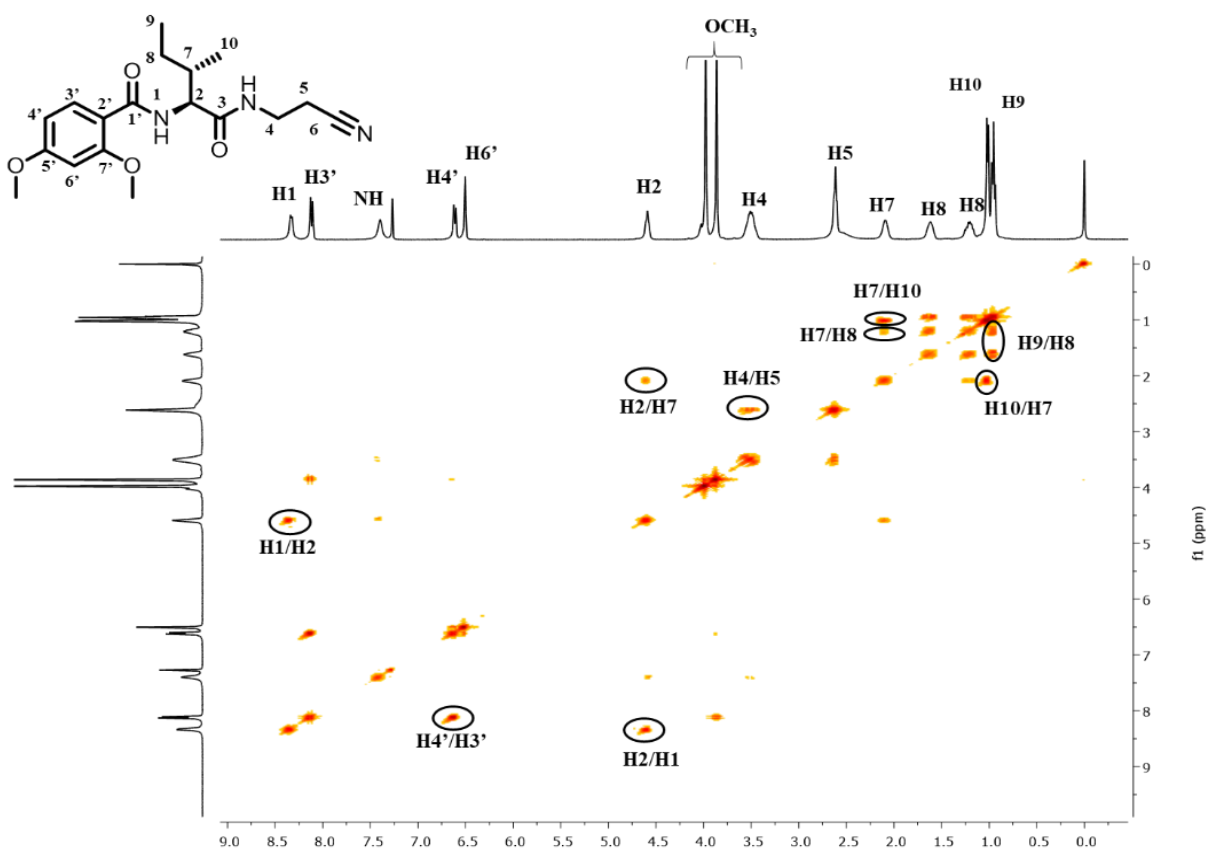 9
8
7
10
O
1
2
3
H
N
5
3'
4'
2'
1'
N
H
O
4
6
N
O
5'
6'
7'
O
OCH3
H10
H9
H1
H3'
NH
H4'
H6'
H2
H4
H5
H7
H8
H8
H7/H10
H7/H8
H9/H8
H4/H5
H2/H7
H10/H7
H1/H2
H4'/H3'
H2/H1
0
1
2
3
4
5
6
7
8
9
f1 (ppm)
9.0 8.5 8.0 7.5 7.0 6.5 6.0 5.5 5.0 4.5 4.0 3.5 3.0 2.5 2.0 1.5 1.0 0.5 0.0